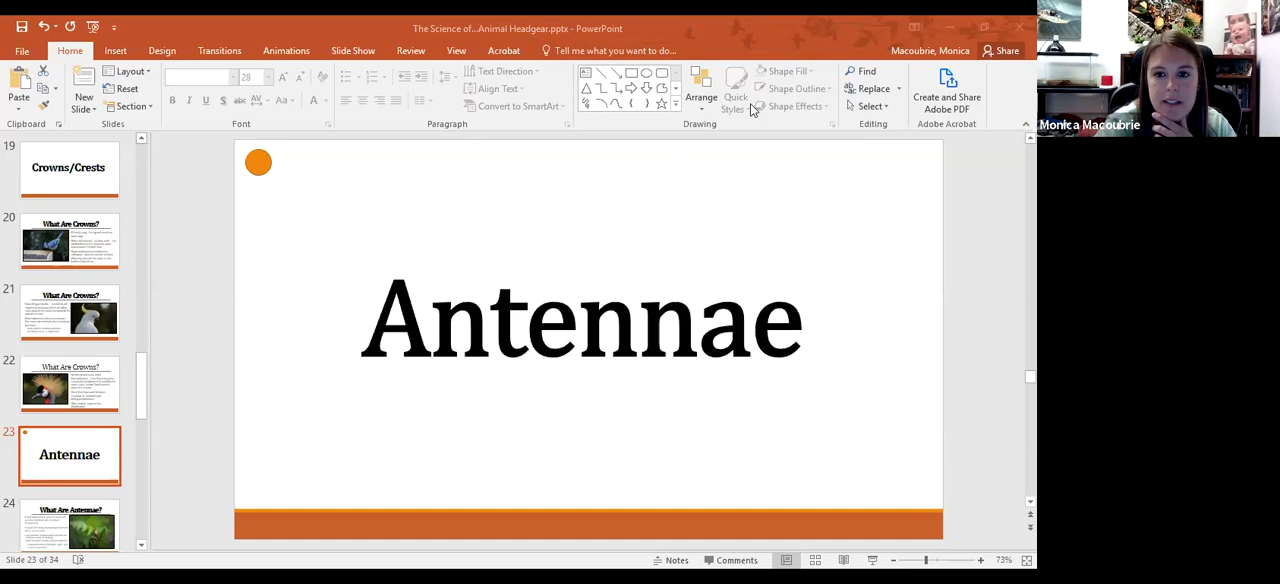 The Science of...Animal Headgear.pptx - PowerPoint
File Home Insert Design Transitions Animations Slide Show Review View Acrobat Tell me what you want to do... Macoubrie, Monica Share
Paste
Clipboard
New Slide
Layout
Reset
Section
Slides
28
B I U S abc AV Aa A
Font
Text Direction
Align Text
Convert to SmartArt
Paragraph
Arrange
Quick Styles
Shape Fill
Shape Outline
Shape Effects
Drawing
Find
Replace
Select
Editing
Create and Share Adobe PDF
Adobe Acrobat
Monica Macoubrie
19
Crowns/Crests
20
What Are Crowns?
21
What Are Crowns?
22
What Are Crowns?
23
Antennae
24
What Are Antennae?
Antennae
Slide 23 of 34
Notes
Comments
73%